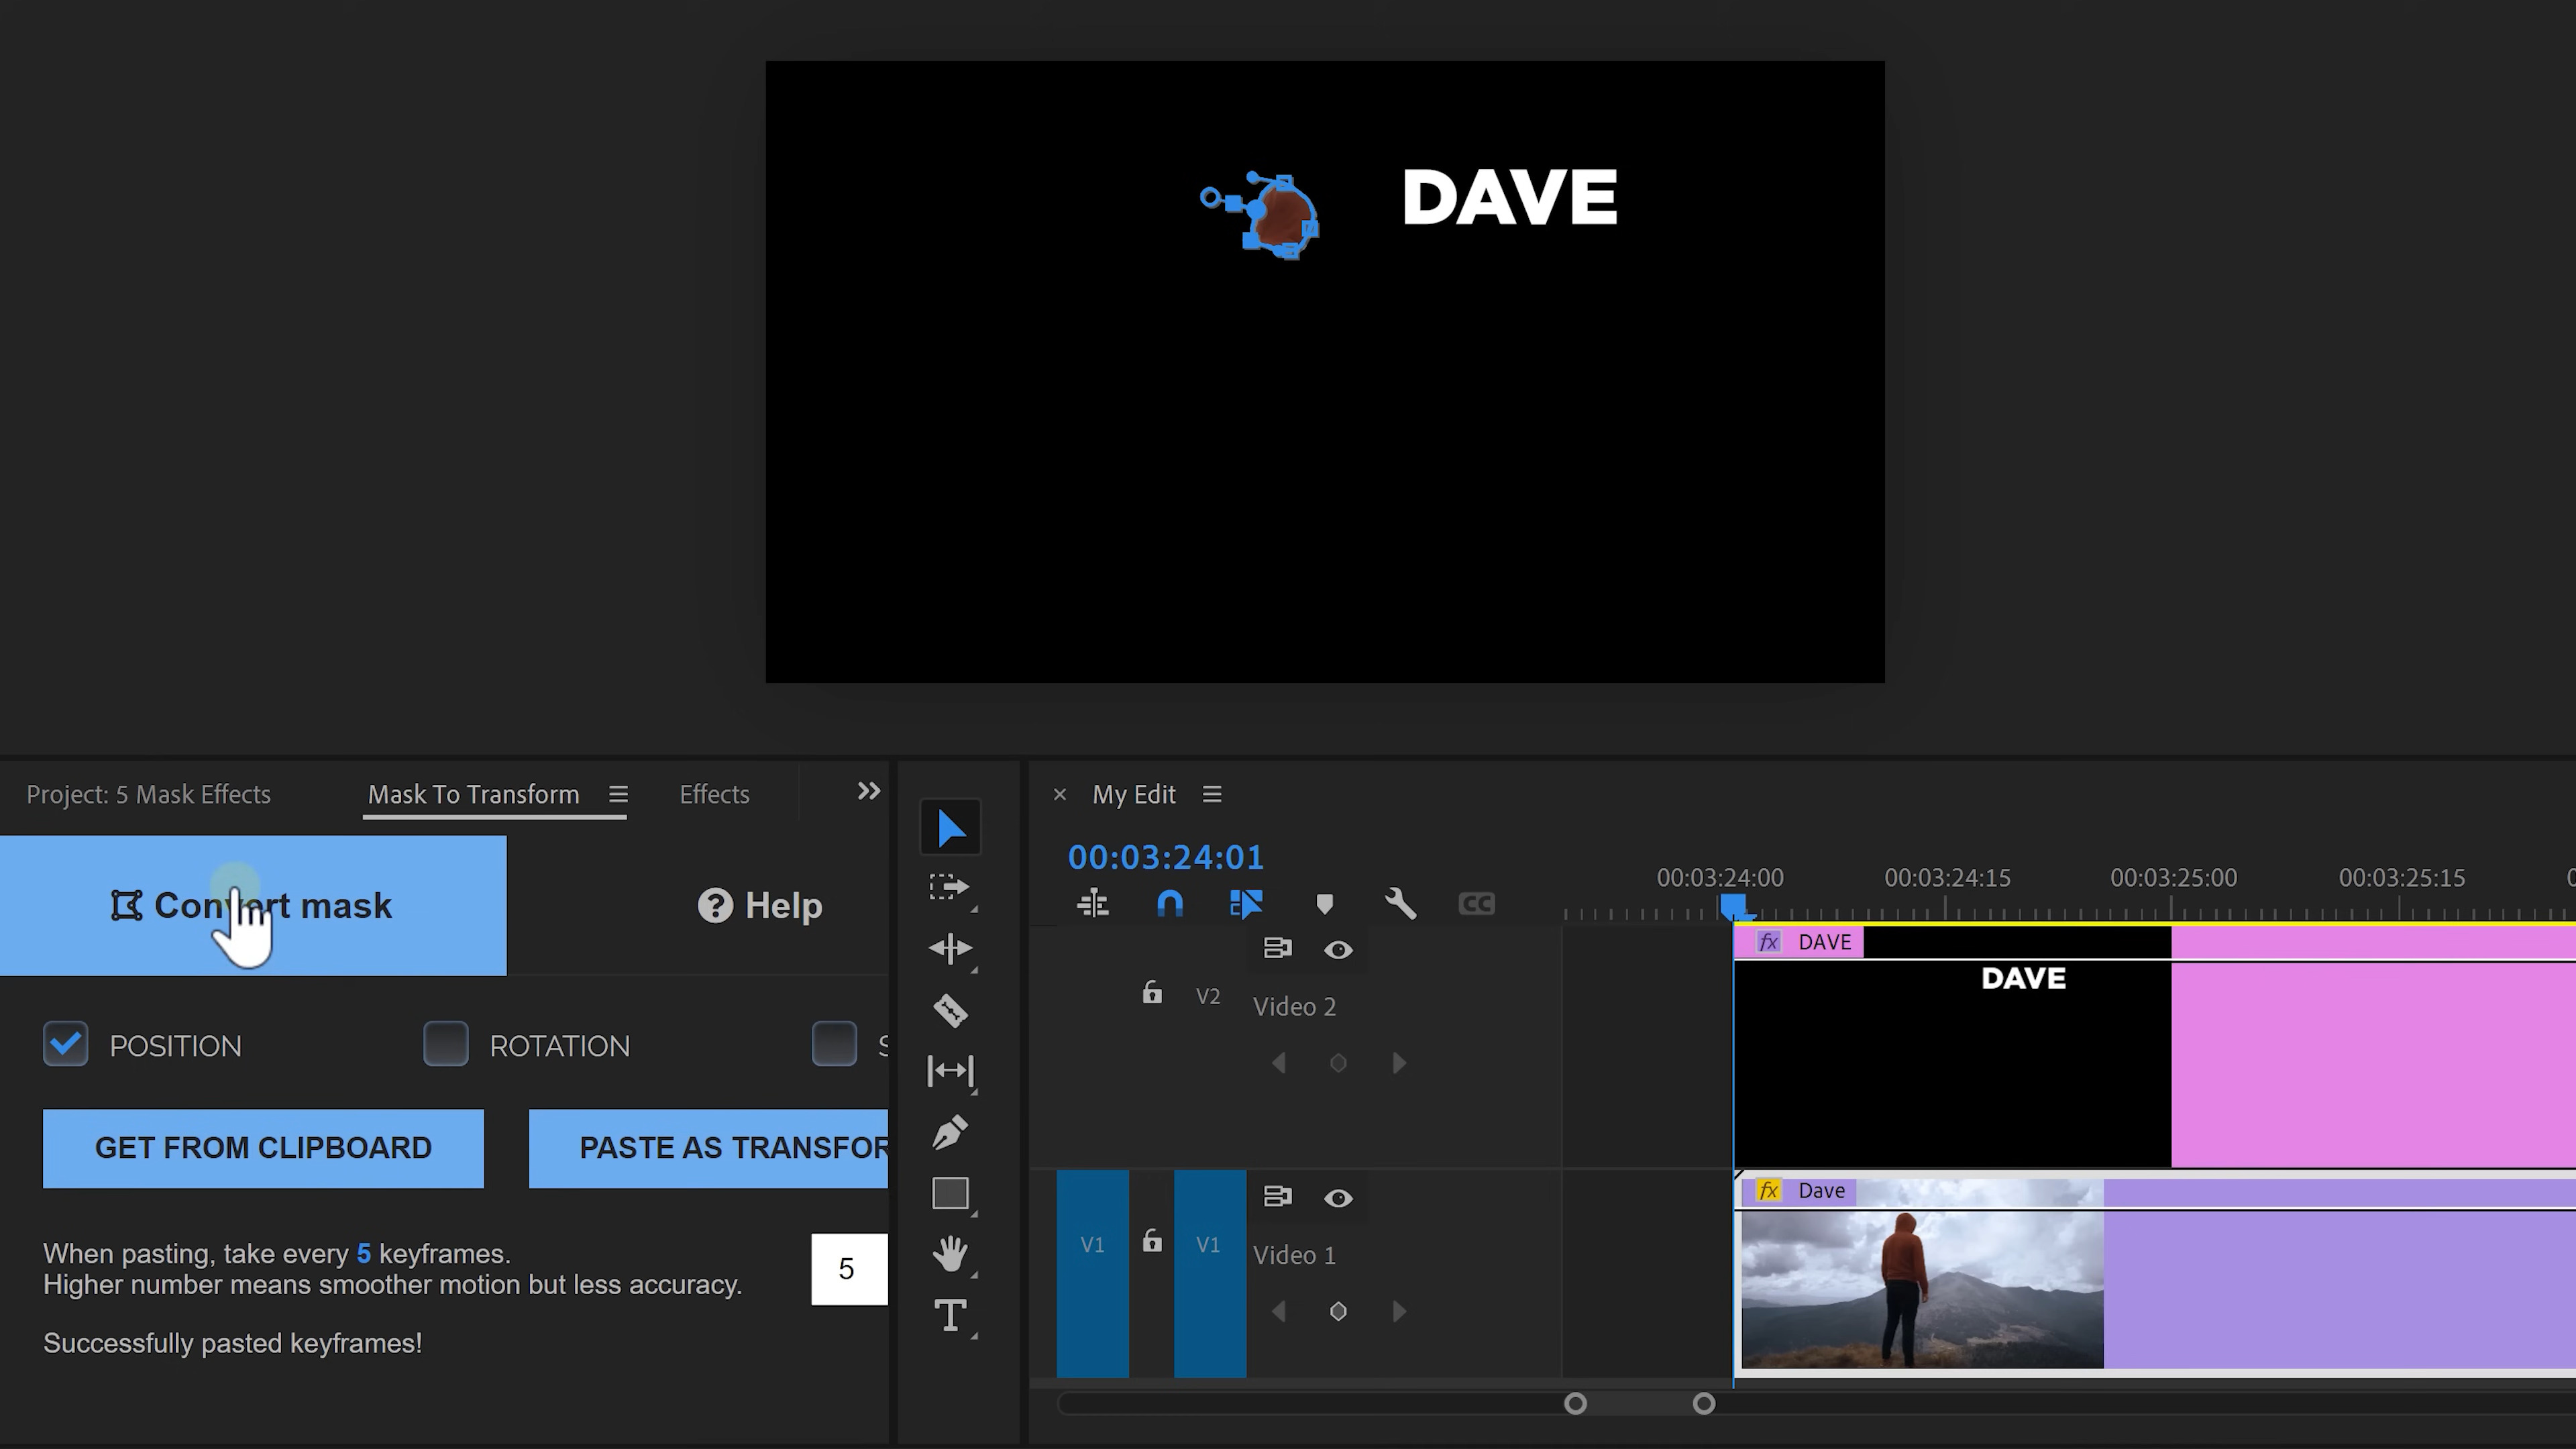 DAVE
Project: 5 Mask Effects
Mask To Transform
Effects
Convert mask
Help
POSITION
ROTATION
S
GET FROM CLIPBOARD
PASTE AS TRANSFOR
When pasting, take every 5 keyframes.
5
Higher number means smoother motion but less accuracy.
Successfully pasted keyframes!
My Edit
00:03:24:01
CC
00:03:24:00
00:03:24:15
00:03:25:00
00:03:25:15
V2
Video 2
fx DAVE
DAVE
V1
V1
Video 1
fx Dave